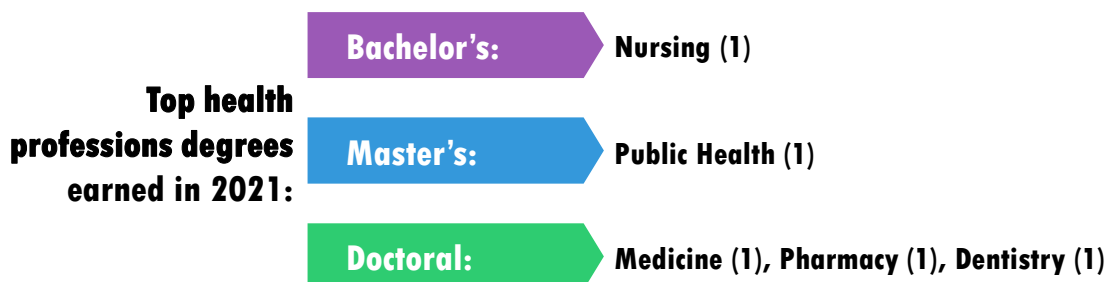 Top health
professions degrees
earned in 2021:
Bachelor’s: Nursing (1)
Master’s: Public Health (1)
Doctoral: Medicine (1), Pharmacy (1), Dentistry (1)